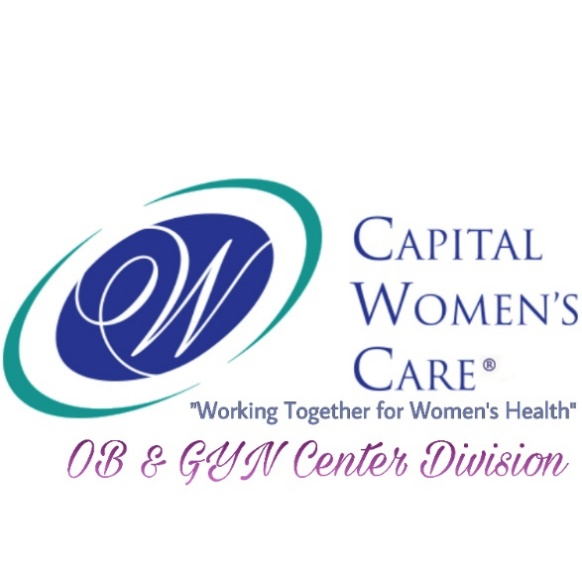 W
CAPITAL
WOMEN'S
CARE®
"Working Together for Women's Health"
OB & GYN Center Division